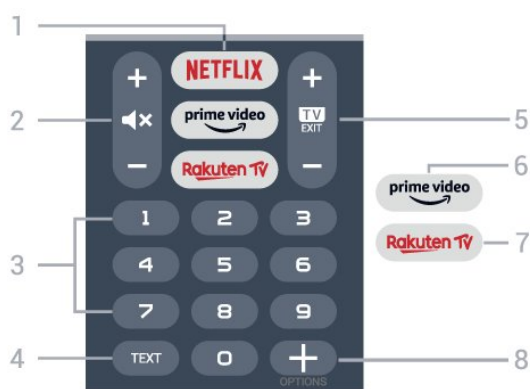 1
NETFLIX
+ +
2
prime video
TV
EXIT
5
- -
Rakuten TV
6
prime video
Rakuten TV
7
1 2 3
3
4 5 6
7 8 9
4
TEXT 0 +
OPTIONS
8